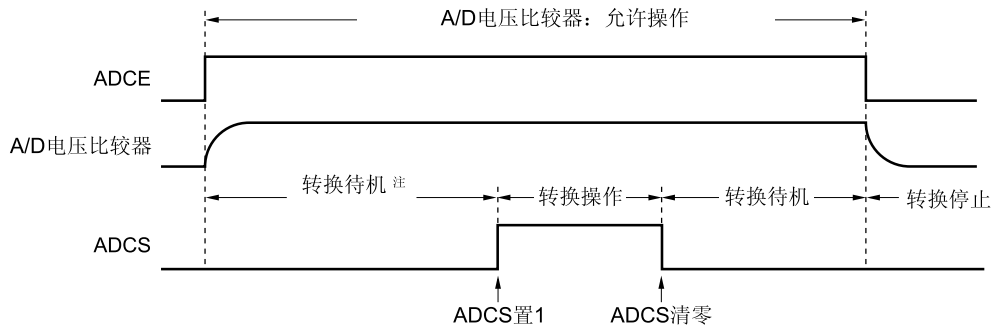 A/D电压比较器：允许操作
ADCE
A/D电压比较器
转换待机 注
转换操作
转换待机
转换停止
ADCS
ADCS置1
ADCS清零